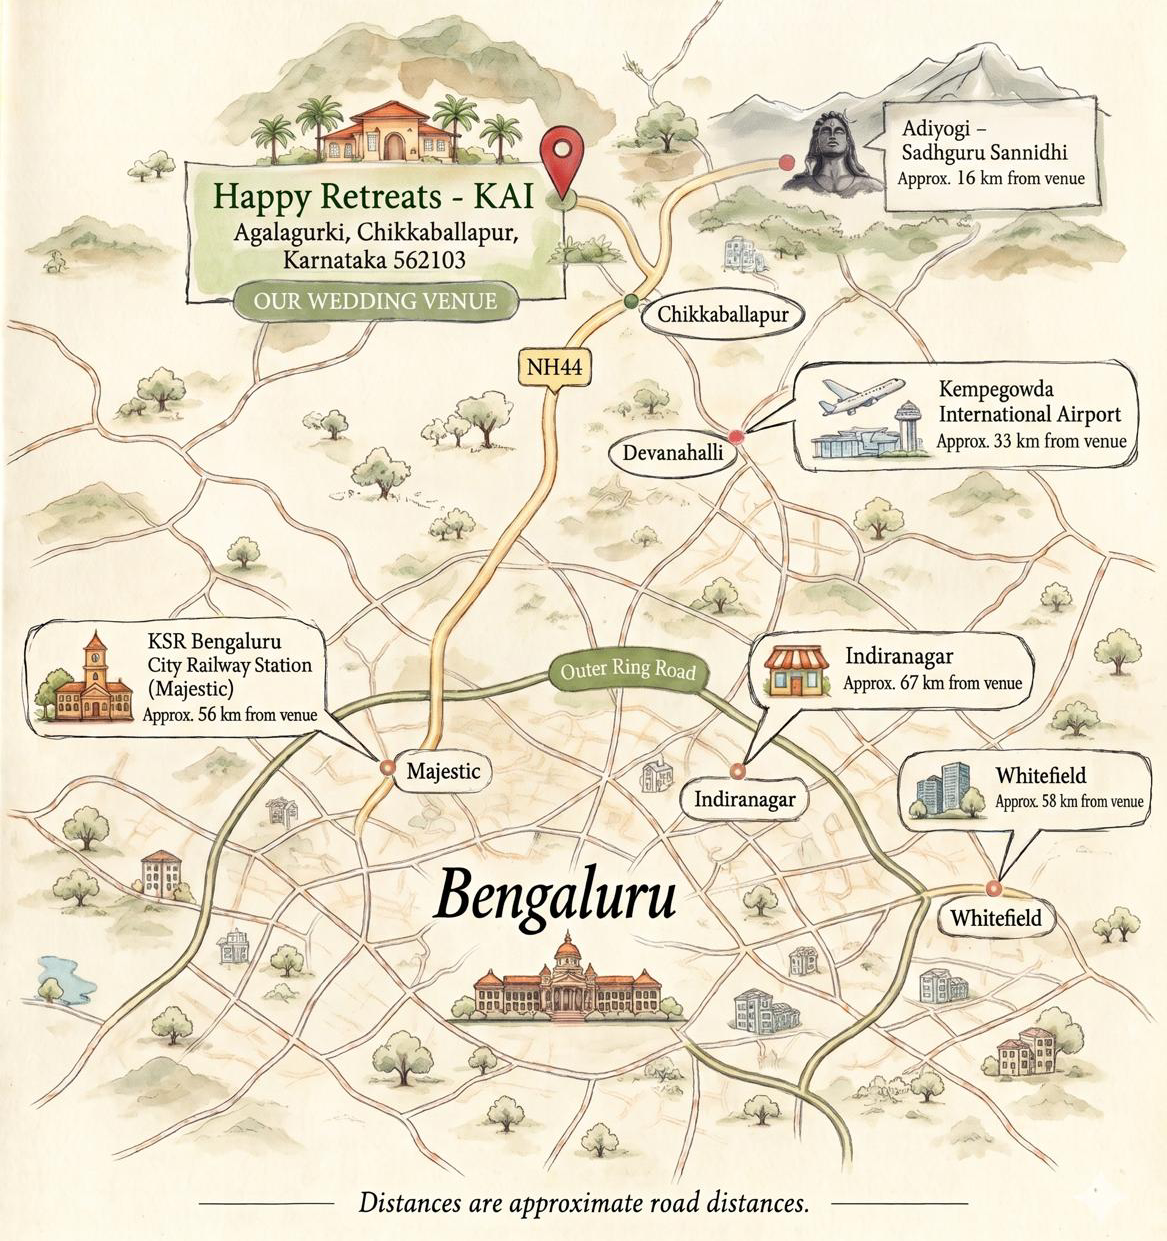 Happy Retreats - KAI
Agalagurki, Chikkaballapur,
Karnataka 562103
OUR WEDDING VENUE
Adiyogi –
Sadhguru Sannidhi
Approx. 16 km from venue
Chikkaballapur
NH44
Kempegowda
International Airport
Approx. 33 km from venue
Devanahalli
KSR Bengaluru
City Railway Station
(Majestic)
Approx. 56 km from venue
Outer Ring Road
Indiranagar
Approx. 67 km from venue
Majestic
Indiranagar
Whitefield
Approx. 58 km from venue
Whitefield
Bengaluru
Distances are approximate road distances.